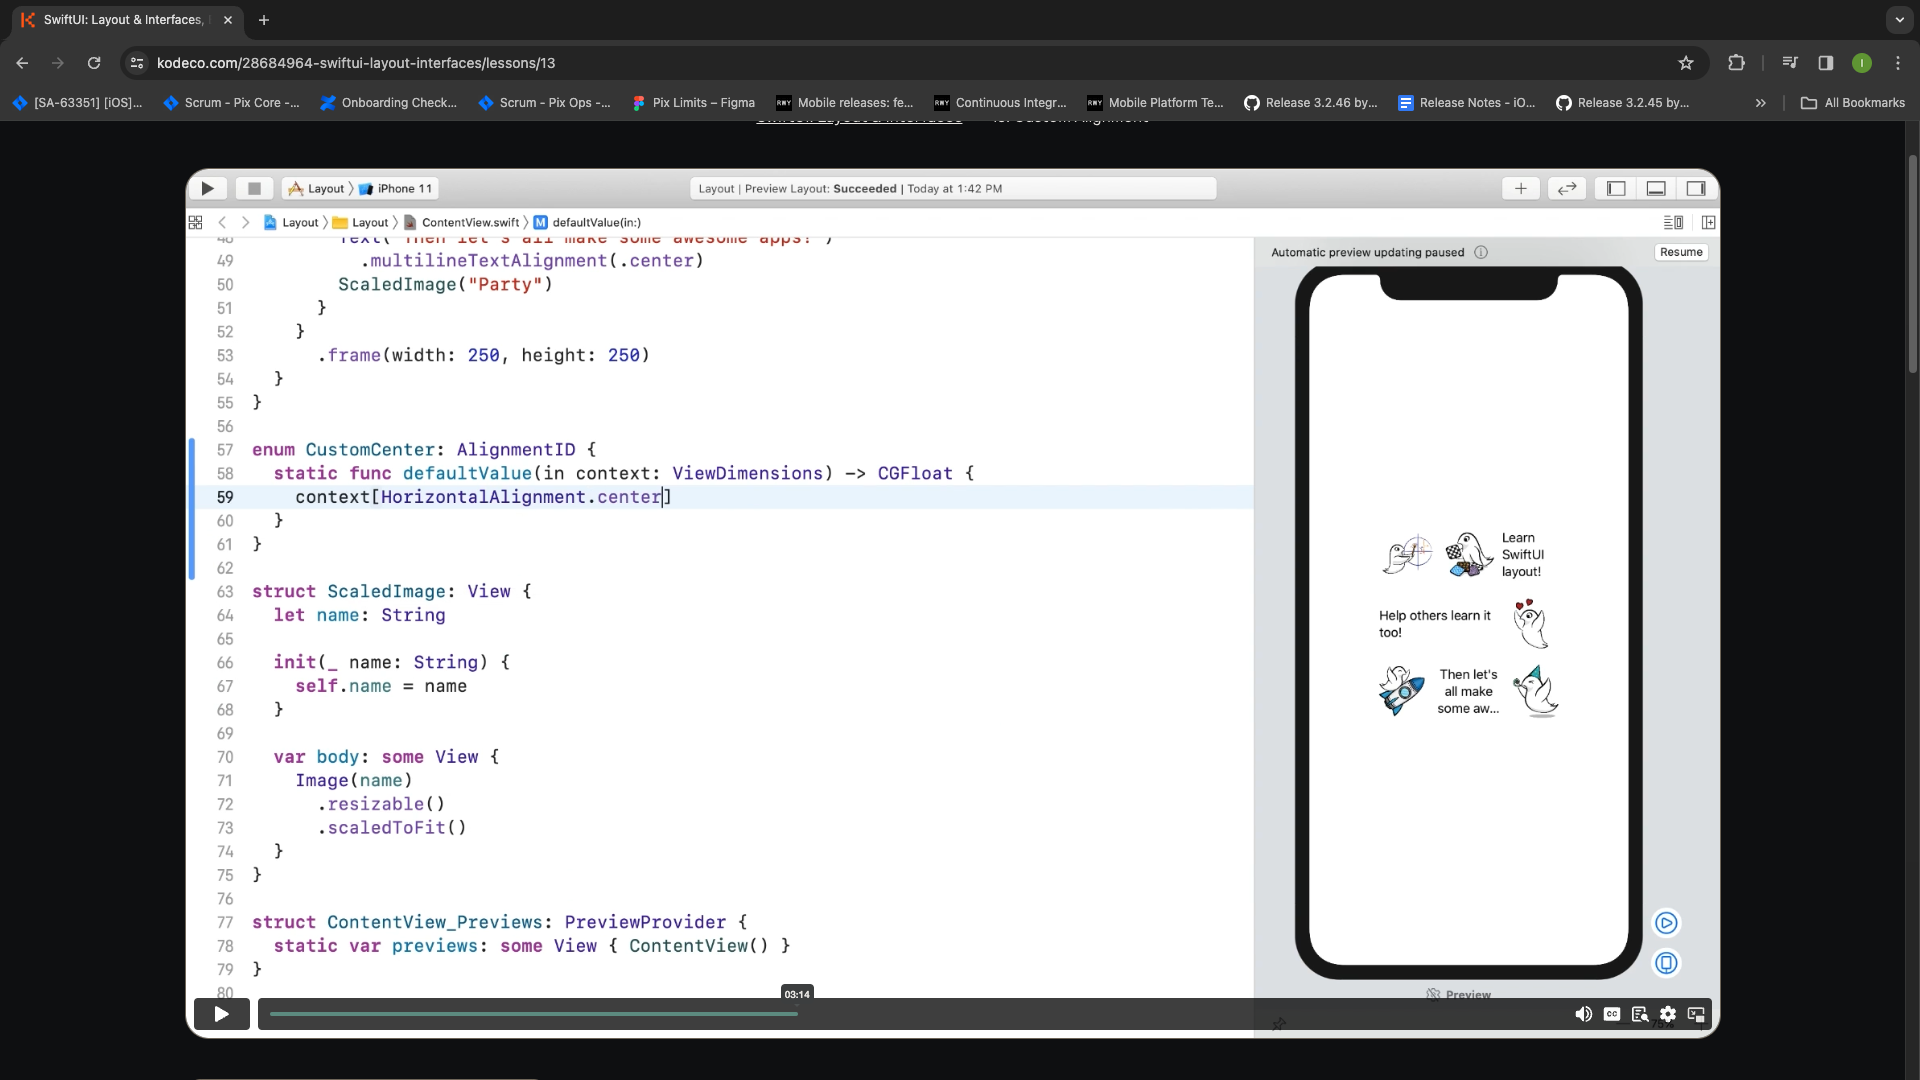 SwiftUI: Layout & Interfaces,
kodeco.com/28684964-swiftui-layout-interfaces/lessons/13
I
[SA-63351] [iOS]...
Scrum - Pix Core -...
Onboarding Check...
Scrum - Pix Ops -...
Pix Limits – Figma
RWY Mobile releases: fe...
RWY Continuous Integr...
RWY Mobile Platform Te...
Release 3.2.46 by...
Release Notes - iO...
Release 3.2.45 by...
»
All Bookmarks
Layout 〉 iPhone 11
Layout | Preview Layout: Succeeded | Today at 1:42 PM
Layout 〉 Layout 〉 ContentView.swift 〉 M defaultValue(in:)
48 Text("Then let's all make some awesome apps!")
49 .multilineTextAlignment(.center)
50 ScaledImage("Party")
51 }
52 }
53 .frame(width: 250, height: 250)
54 }
55 }
56
57 enum CustomCenter: AlignmentID {
58 static func defaultValue(in context: ViewDimensions) -> CGFloat {
59 context[HorizontalAlignment.center]
60 }
61 }
62
63 struct ScaledImage: View {
64 let name: String
65
66 init(_ name: String) {
67 self.name = name
68 }
69
70 var body: some View {
71 Image(name)
72 .resizable()
73 .scaledToFit()
74 }
75 }
76
77 struct ContentView_Previews: PreviewProvider {
78 static var previews: some View { ContentView() }
79 }
80
Automatic preview updating paused
Resume
Learn
SwiftUI
layout!
Help others learn it
too!
Then let's
all make
some aw...
Preview
03:14
CC
75%